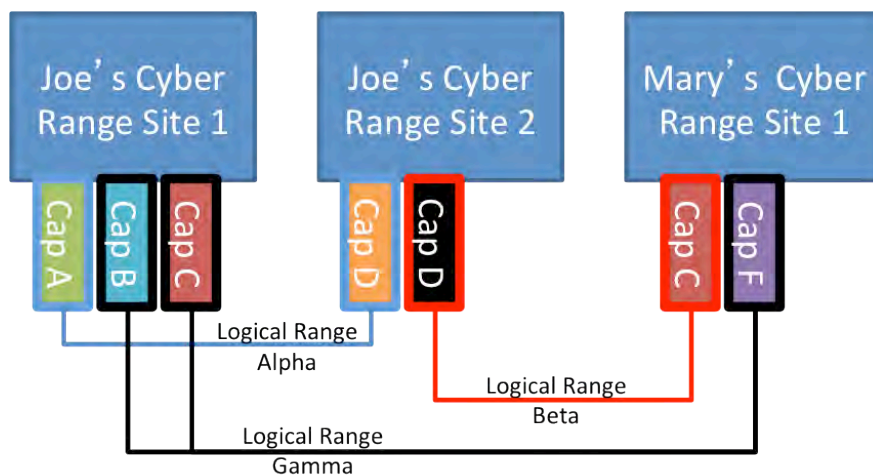 Joe's Cyber
Range Site 1
Joe's Cyber
Range Site 2
Mary's Cyber
Range Site 1
Cap A
Cap B
Cap C
Cap D
Cap D
Cap C
Cap F
Logical Range
Alpha
Logical Range
Beta
Logical Range
Gamma